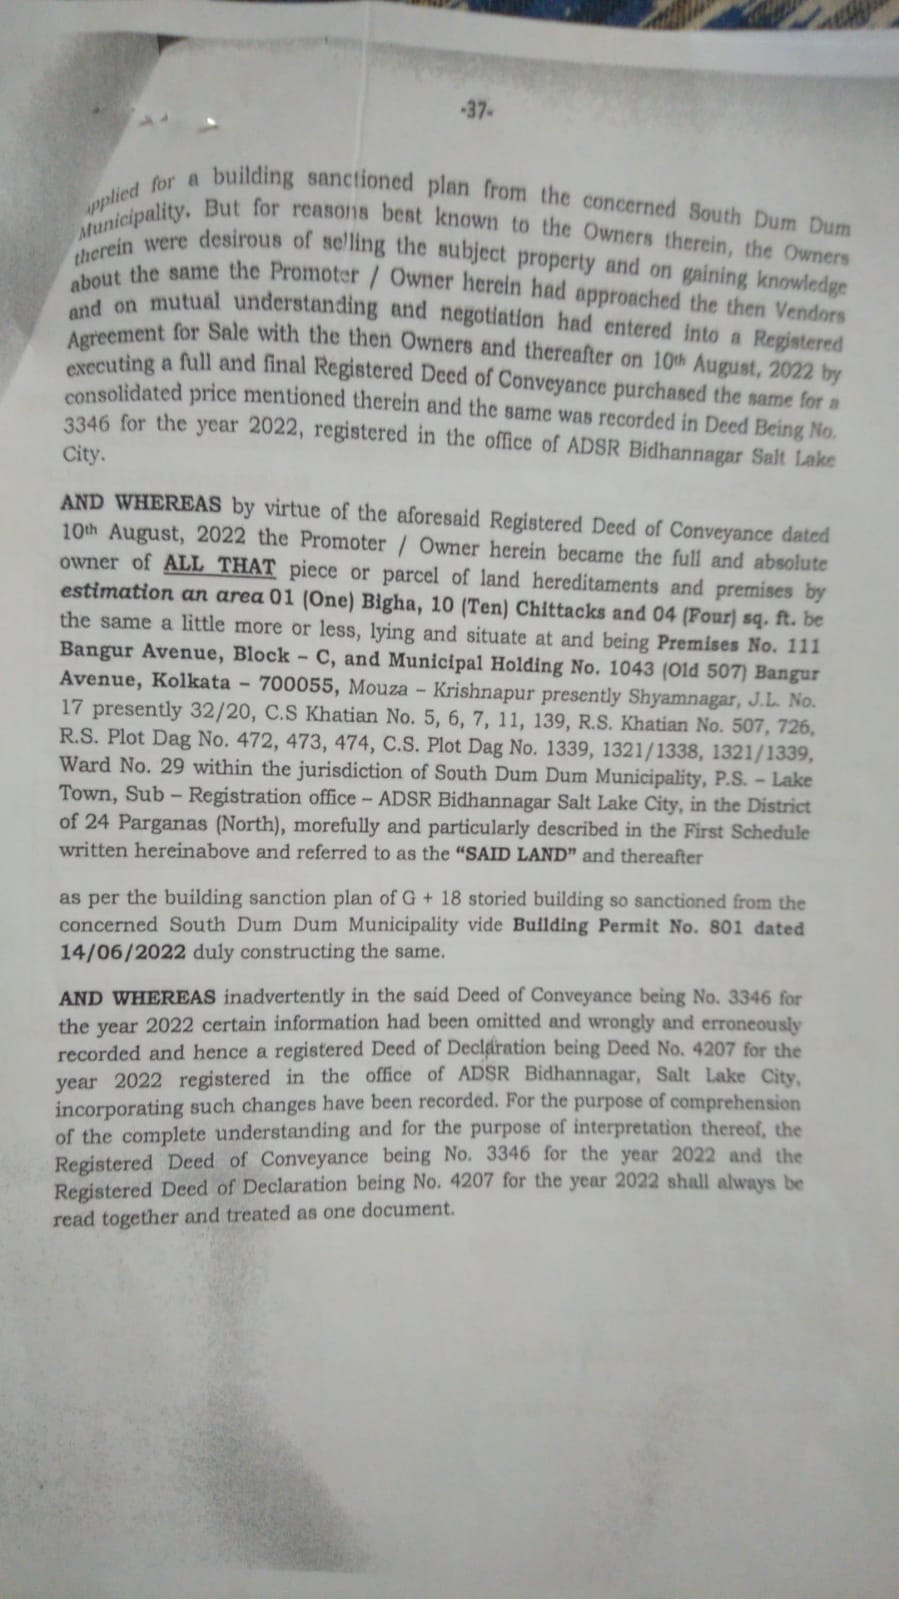 -37-
applied for a building sanctioned plan from the concerned South Dum Dum
Municipality. But for reasons best known to the Owners therein, the Owners
therein were desirous of selling the subject property and on gaining knowledge
about the same the Promoter / Owner herein had approached the then Vendors
and on mutual understanding and negotiation had entered into a Registered
Agreement for Sale with the then Owners and thereafter on 10th August, 2022 by
executing a full and final Registered Deed of Conveyance purchased the same for a
consolidated price mentioned therein and the same was recorded in Deed Being No.
3346 for the year 2022, registered in the office of ADSR Bidhannagar Salt Lake
City.
AND WHEREAS by virtue of the aforesaid Registered Deed of Conveyance dated
10th August, 2022 the Promoter / Owner herein became the full and absolute
owner of ALL THAT piece or parcel of land hereditaments and premises by
estimation an area 01 (One) Bigha, 10 (Ten) Chittacks and 04 (Four) sq. ft. be
the same a little more or less, lying and situate at and being Premises No. 111
Bangur Avenue, Block – C, and Municipal Holding No. 1043 (Old 507) Bangur
Avenue, Kolkata – 700055, Mouza – Krishnapur presently Shyamnagar, J.L. No.
17 presently 32/20, C.S Khatian No. 5, 6, 7, 11, 139, R.S. Khatian No. 507, 726,
R.S. Plot Dag No. 472, 473, 474, C.S. Plot Dag No. 1339, 1321/1338, 1321/1339,
Ward No. 29 within the jurisdiction of South Dum Dum Municipality, P.S. – Lake
Town, Sub – Registration office – ADSR Bidhannagar Salt Lake City, in the District
of 24 Parganas (North), morefully and particularly described in the First Schedule
written hereinabove and referred to as the “SAID LAND” and thereafter
as per the building sanction plan of G + 18 storied building so sanctioned from the
concerned South Dum Dum Municipality vide Building Permit No. 801 dated
14/06/2022 duly constructing the same.
AND WHEREAS inadvertently in the said Deed of Conveyance being No. 3346 for
the year 2022 certain information had been omitted and wrongly and erroneously
recorded and hence a registered Deed of Declaration being Deed No. 4207 for the
year 2022 registered in the office of ADSR Bidhannagar, Salt Lake City,
incorporating such changes have been recorded. For the purpose of comprehension
of the complete understanding and for the purpose of interpretation thereof, the
Registered Deed of Conveyance being No. 3346 for the year 2022 and the
Registered Deed of Declaration being No. 4207 for the year 2022 shall always be
read together and treated as one document.